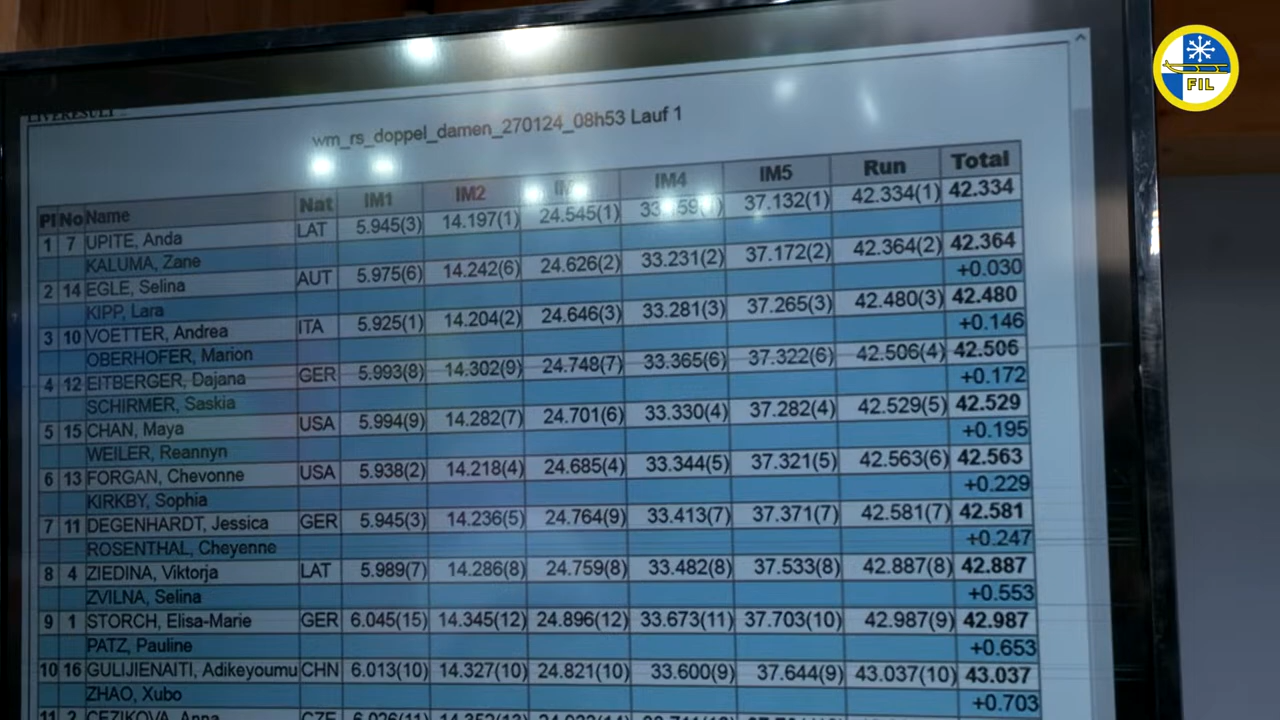 LIVERESULT
wm_rs_doppel_damen_270124_08h53 Lauf 1
Pl No Name Nat IM1 IM2 IM4 IM5 Run Total
1 7 UPITE, Anda LAT 5.945(3) 14.197(1) 24.545(1) 37.132(1) 42.334(1) 42.334
KALUMA, Zane
2 14 EGLE, Selina AUT 5.975(6) 14.242(6) 24.626(2) 33.231(2) 37.172(2) 42.364(2) 42.364
KIPP, Lara +0.030
3 10 VOETTER, Andrea ITA 5.925(1) 14.204(2) 24.646(3) 33.281(3) 37.265(3) 42.480(3) 42.480
OBERHOFER, Marion +0.146
4 12 EITBERGER, Dajana GER 5.993(8) 14.302(9) 24.748(7) 33.365(6) 37.322(6) 42.506(4) 42.506
SCHIRMER, Saskia +0.172
5 15 CHAN, Maya USA 5.994(9) 14.282(7) 24.701(6) 33.330(4) 37.282(4) 42.529(5) 42.529
WEILER, Reannyn +0.195
6 13 FORGAN, Chevonne USA 5.938(2) 14.218(4) 24.685(4) 33.344(5) 37.321(5) 42.563(6) 42.563
KIRKBY, Sophia +0.229
7 11 DEGENHARDT, Jessica GER 5.945(3) 14.236(5) 24.764(9) 33.413(7) 37.371(7) 42.581(7) 42.581
ROSENTHAL, Cheyenne +0.247
8 4 ZIEDINA, Viktorja LAT 5.989(7) 14.286(8) 24.759(8) 33.482(8) 37.533(8) 42.887(8) 42.887
ZVILNA, Selina +0.553
9 1 STORCH, Elisa-Marie GER 6.045(15) 14.345(12) 24.896(12) 33.673(11) 37.703(10) 42.987(9) 42.987
PATZ, Pauline +0.653
10 16 GULIJIENAITI, Adikeyoumu CHN 6.013(10) 14.327(10) 24.821(10) 33.600(9) 37.644(9) 43.037(10) 43.037
ZHAO, Xubo +0.703
11 2 CEZIKOVA, Anna CZE
FIL